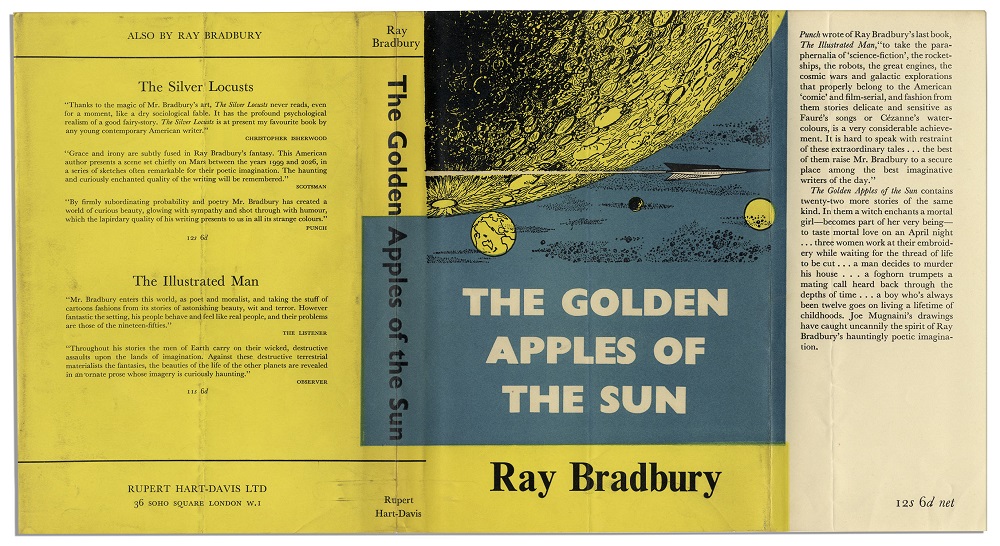 ALSO BY RAY BRADBURY
The Silver Locusts
"Thanks to the magic of Mr. Bradbury's art, The Silver Locusts never reads, even
for a moment, like a dry sociological fable. It has the profound psychological
realism of a good fairy-story. The Silver Locusts is at present my favourite book by
any young contemporary American writer."
CHRISTOPHER ISHERWOOD
"Grace and irony are subtly fused in Ray Bradbury's fantasy. This American
author presents a scene set chiefly on Mars between the years 1999 and 2026, in
a series of sketches often remarkable for their poetic imagination. The haunting
and curiously enchanted quality of the writing will be remembered."
SCOTSMAN
"By firmly subordinating probability and poetry Mr. Bradbury has created a
world of curious beauty, glowing with sympathy and shot through with humour,
which the lapidary quality of his writing presents to us in all its strange colours."
PUNCH
12s 6d
The Illustrated Man
"Mr. Bradbury enters this world, as poet and moralist, and taking the stuff of
cartoons fashions from its stories of astonishing beauty, wit and terror. However
fantastic the setting, his people behave and feel like real people, and their problems
are those of the nineteen-fifties."
THE LISTENER
"Throughout his stories the men of Earth carry on their wicked, destructive
assaults upon the lands of imagination. Against these destructive terrestrial
materialists the fantasies, the beauties of the life of the other planets are revealed
in an ornate prose whose imagery is curiously haunting."
OBSERVER
11s 6d
RUPERT HART-DAVIS LTD
36 SOHO SQUARE LONDON W.1
Ray
Bradbury
The Golden Apples of the Sun
Rupert
Hart-Davis
THE GOLDEN
APPLES OF
THE SUN
Ray Bradbury
Punch wrote of Ray Bradbury's last book,
The Illustrated Man, "to take the para-
phernalia of 'science-fiction', the rocket-
ships, the robots, the great engines, the
cosmic wars and galactic explorations
that properly belong to the American
'comic' and film-serial, and fashion from
them stories delicate and sensitive as
Fauré's songs or Cézanne's water-
colours, is a very considerable achieve-
ment. It is hard to speak with restraint
of these extraordinary tales . . . the best
of them raise Mr. Bradbury to a secure
place among the best imaginative
writers of the day."
The Golden Apples of the Sun contains
twenty-two more stories of the same
kind. In them a witch enchants a mortal
girl—becomes part of her very being—
to taste mortal love on an April night
. . . three women work at their embroid-
ery while waiting for the thread of life
to be cut . . . a man decides to murder
his house . . . a foghorn trumpets a
mating call heard back through the
depths of time . . . a boy who's always
been twelve goes on living a lifetime of
childhoods. Joe Mugnaini's drawings
have caught uncannily the spirit of Ray
Bradbury's hauntingly poetic imagina-
tion.
12s 6d net